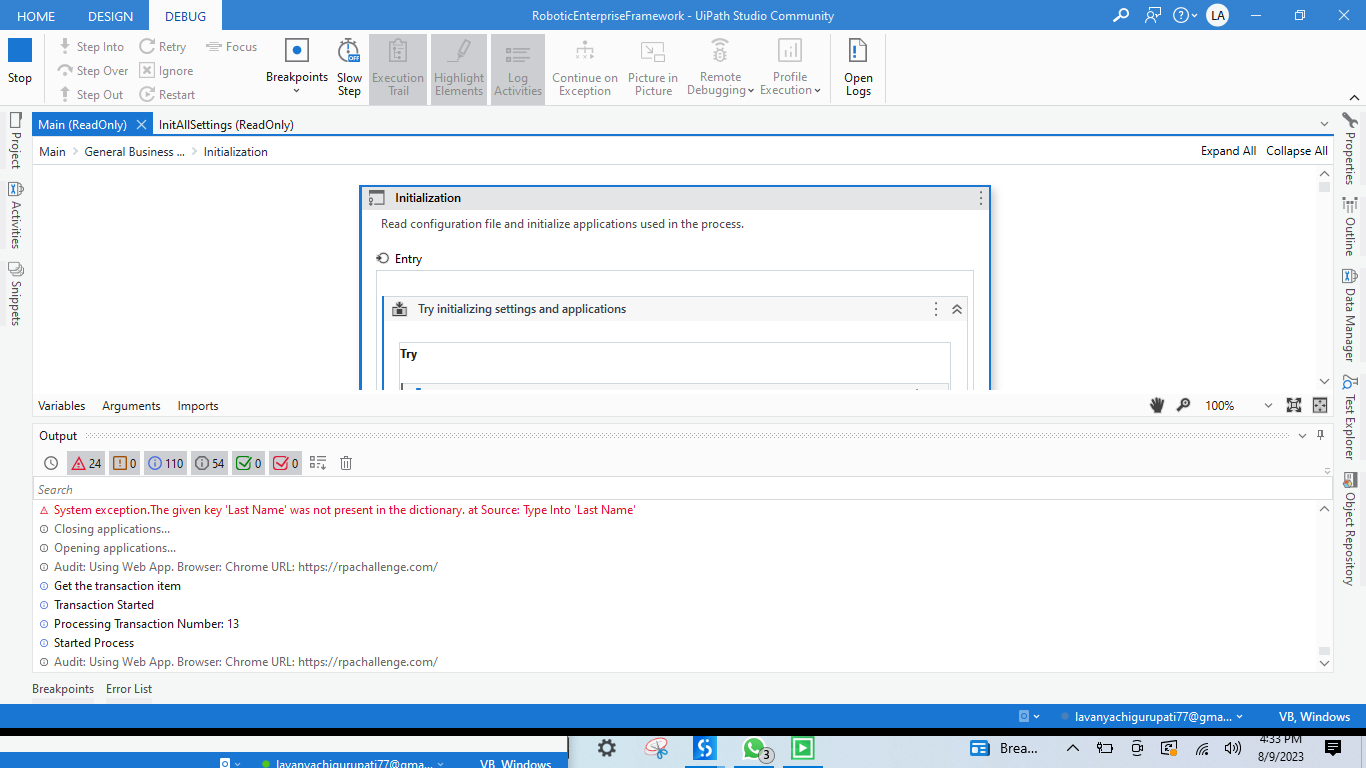 HOME DESIGN DEBUG RoboticEnterpriseFramework - UiPath Studio Community LA
Step Into Retry Focus
Step Over Ignore
Step Out Restart
Stop Breakpoints Slow Step Execution Trail Highlight Elements Log Activities Continue on Exception Picture in Picture Remote Debugging Profile Execution Open Logs
OFF
Main (ReadOnly) InitAllSettings (ReadOnly)
Main General Business ... Initialization Expand All Collapse All
Project
Activities
Snippets
Initialization
Read configuration file and initialize applications used in the process.
Entry
Try initializing settings and applications
Try
Properties
Outline
Data Manager
Test Explorer
Object Repository
Variables Arguments Imports 100%
Output
24 0 110 54 0 0
Search
System exception.The given key 'Last Name' was not present in the dictionary. at Source: Type Into 'Last Name'
Closing applications...
Opening applications...
Audit: Using Web App. Browser: Chrome URL: https://rpachallenge.com/
Get the transaction item
Transaction Started
Processing Transaction Number: 13
Started Process
Audit: Using Web App. Browser: Chrome URL: https://rpachallenge.com/
Breakpoints Error List
lavanyachigurupati77@gma... VB, Windows
Brea... 4:33 PM
3
8/9/2023
lavanyachigurupati77@gma... VB, Windows